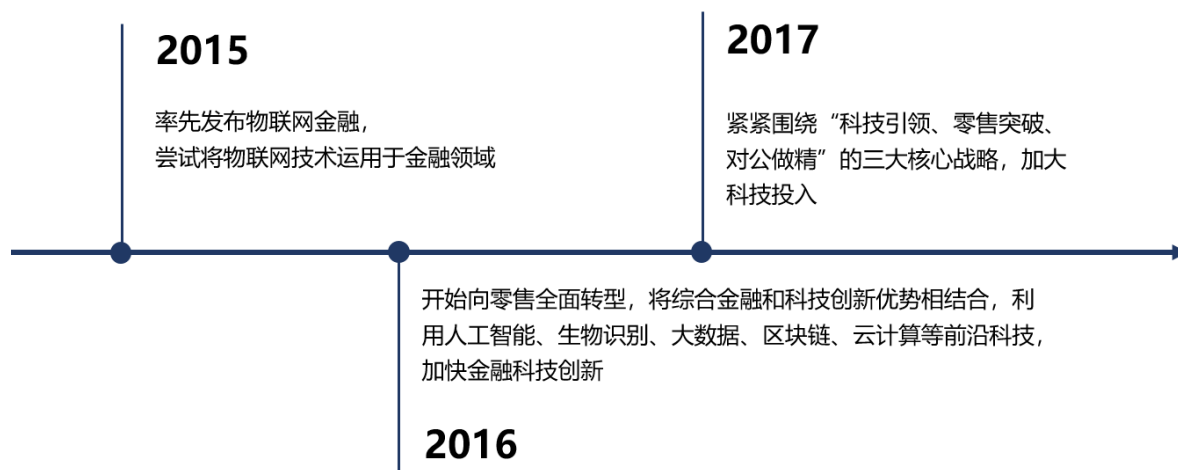 2015
率先发布物联网金融，
尝试将物联网技术运用于金融领域
2017
紧紧围绕“科技引领、零售突破、
对公做精”的三大核心战略，加大
科技投入
开始向零售全面转型，将综合金融和科技创新优势相结合，利
用人工智能、生物识别、大数据、区块链、云计算等前沿科技，
加快金融科技创新
2016